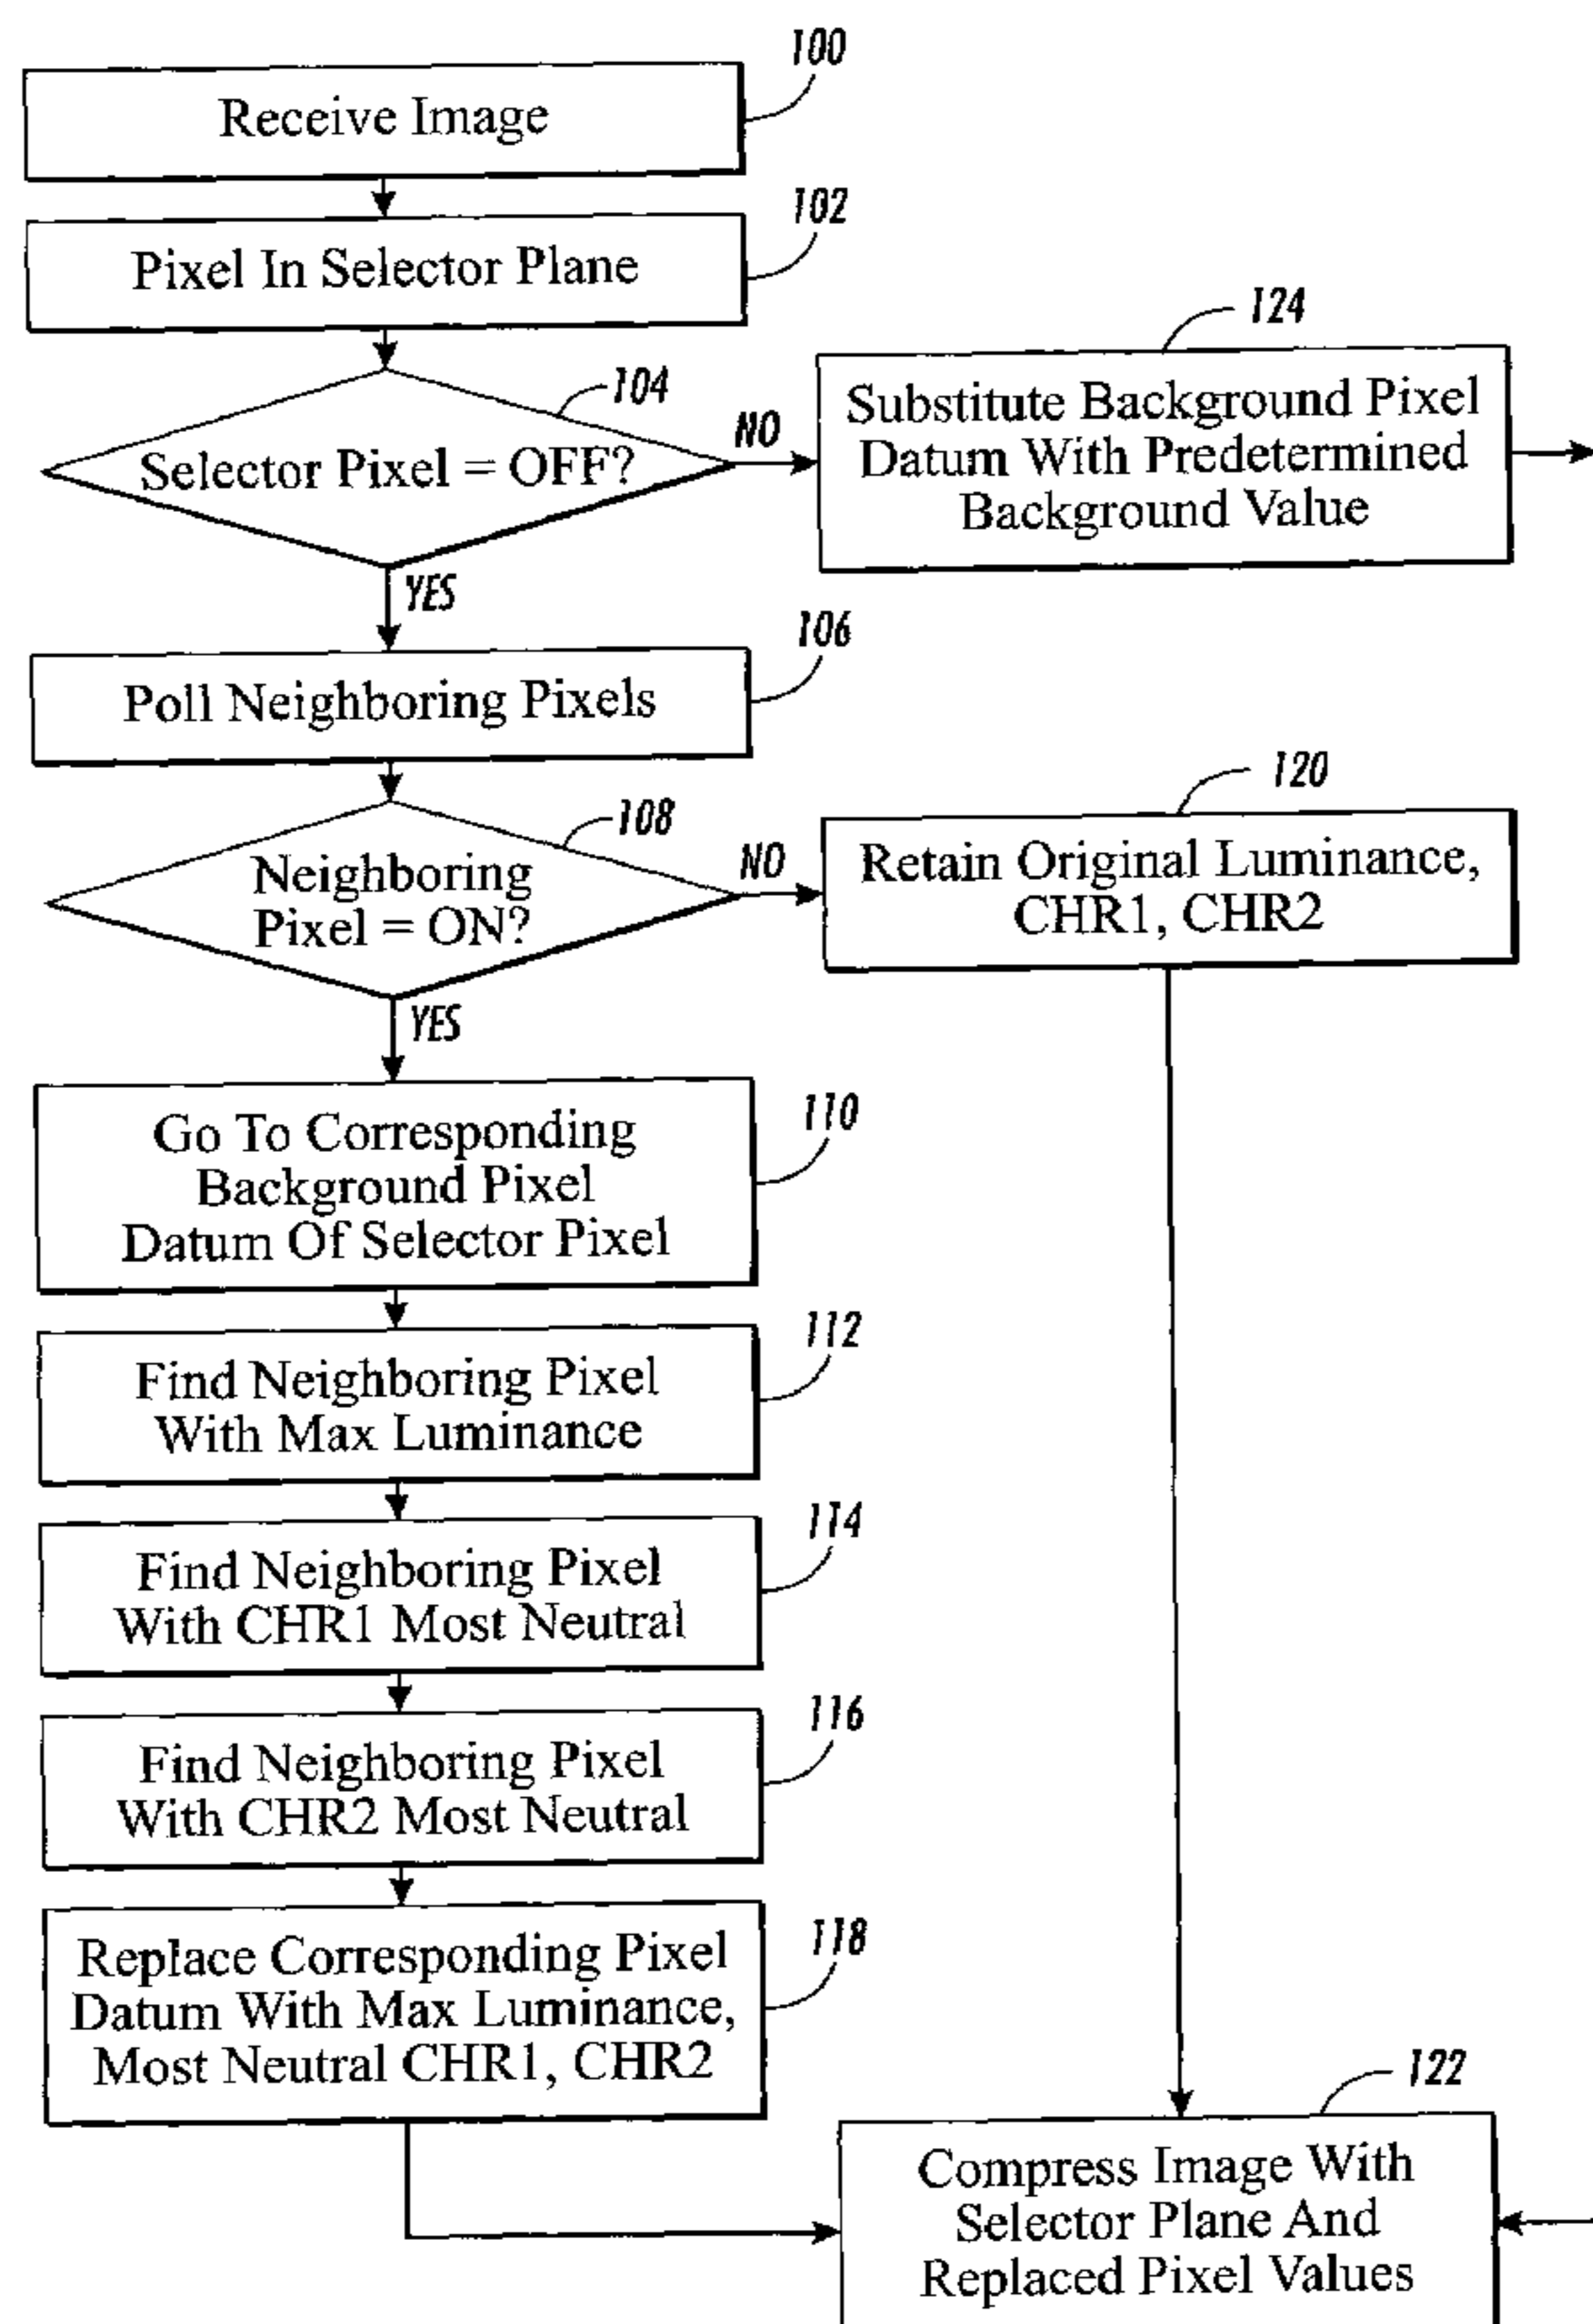 100
Receive Image
102
Pixel In Selector Plane
104
Selector Pixel = OFF?
NO
124
Substitute Background Pixel
Datum With Predetermined
Background Value
YES
106
Poll Neighboring Pixels
108
Neighboring
Pixel = ON?
NO
120
Retain Original Luminance,
CHR1, CHR2
YES
110
Go To Corresponding
Background Pixel
Datum Of Selector Pixel
112
Find Neighboring Pixel
With Max Luminance
114
Find Neighboring Pixel
With CHR1 Most Neutral
116
Find Neighboring Pixel
With CHR2 Most Neutral
118
Replace Corresponding Pixel
Datum With Max Luminance,
Most Neutral CHR1, CHR2
122
Compress Image With
Selector Plane And
Replaced Pixel Values